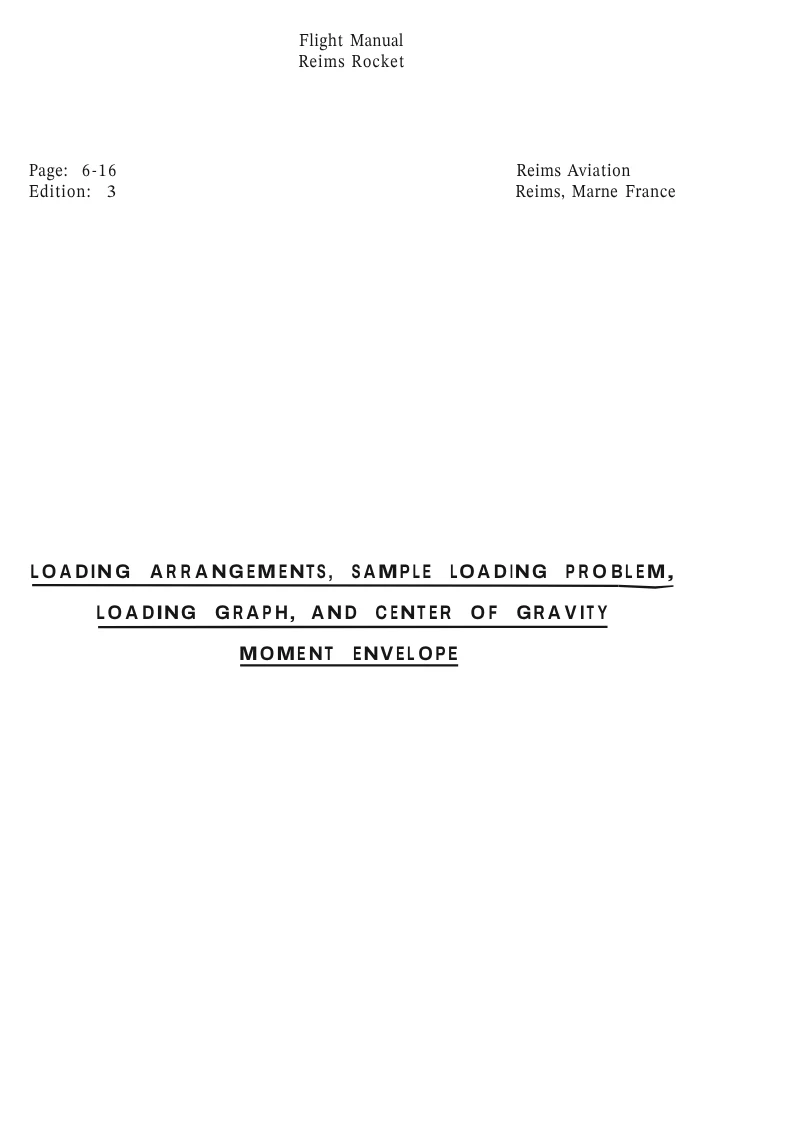 Flight Manual
Reims Rocket
Page: 6-16
Edition: 3
Reims Aviation
Reims, Marne France
LOADING ARRANGEMENTS, SAMPLE LOADING PROBLEM,
LOADING GRAPH, AND CENTER OF GRAVITY
MOMENT ENVELOPE